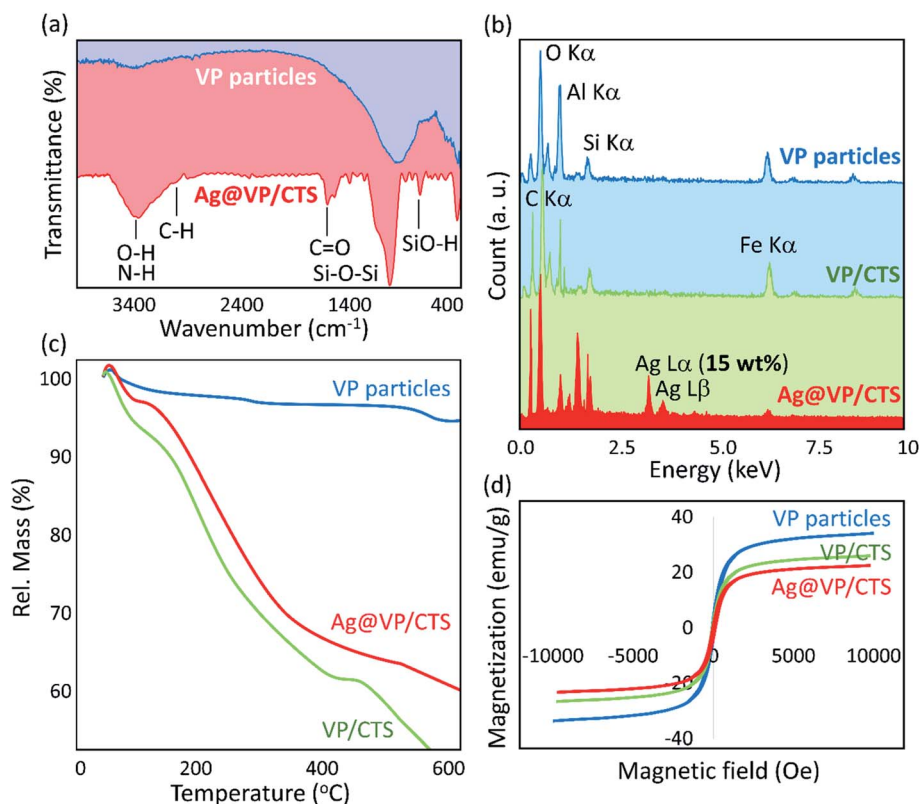 (a)
VP particles
Ag@VP/CTS
O-H
N-H
C-H
C=O
Si-O-Si
SiO-H
Transmittance (%)
3400 2400 1400 400
Wavenumber (cm⁻¹)
(b)
O Kα
Al Kα
Si Kα
VP particles
C Kα
Fe Kα
VP/CTS
Ag Lα (15 wt%)
Ag Lβ
Ag@VP/CTS
Count (a. u.)
0.0 2.5 5.0 7.5 10
Energy (keV)
(c)
100
90
80
70
60
VP particles
Ag@VP/CTS
VP/CTS
Rel. Mass (%)
0 200 400 600
Temperature (°C)
(d)
40
VP particles
VP/CTS
20
Ag@VP/CTS
0
-10000 -5000 0 5000 10000
-20
-40
Magnetization (emu/g)
Magnetic field (Oe)